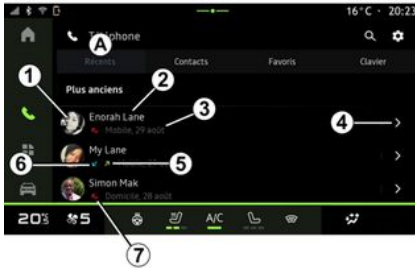 16°C · 20:23
Téléphone
A
Récents Contacts Favoris Clavier
Plus anciens
1
2
3
4
Enorah Lane
Mobile, 29 août
My Lane
6
5
Simon Mak
Domicile, 28 août
20°5 5 A/C
7